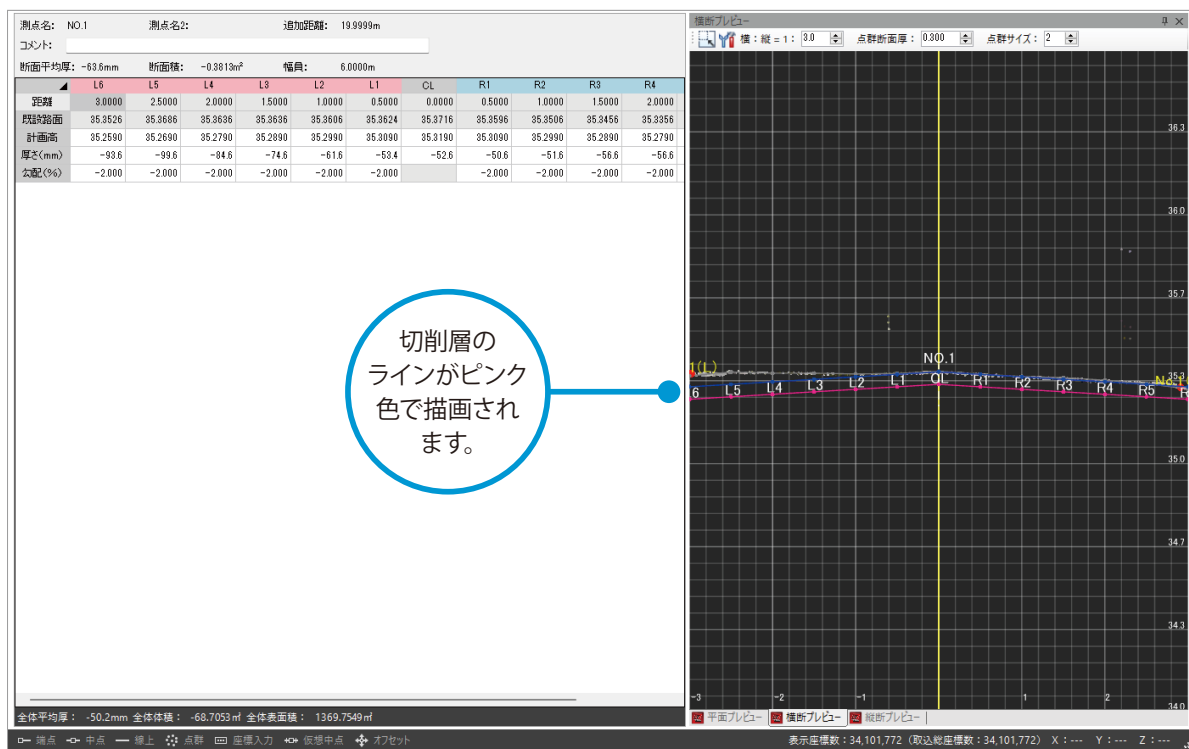 測点名: NO.1 測点名2: 追加距離: 19.9999m
コメント:
断面平均厚: -63.6mm 断面積: -0.3813㎡ 幅員: 6.0000m
L6 L5 L4 L3 L2 L1 CL R1 R2 R3 R4
距離 3.0000 2.5000 2.0000 1.5000 1.0000 0.5000 0.0000 0.5000 1.0000 1.5000 2.0000
既設路面 35.3526 35.3686 35.3636 35.3636 35.3606 35.3624 35.3716 35.3596 35.3506 35.3456 35.3356
計画高 35.2590 35.2690 35.2790 35.2890 35.2990 35.3090 35.3190 35.3090 35.2990 35.2890 35.2790
厚さ(mm) -93.6 -99.6 -84.6 -74.6 -61.6 -53.4 -52.6 -50.6 -51.6 -56.6 -56.6
勾配(%) -2.000 -2.000 -2.000 -2.000 -2.000 -2.000 -2.000 -2.000 -2.000 -2.000
切削層の
ラインがピンク
色で描画され
ます。
全体平均厚: -50.2mm 全体体積: -68.7053㎥ 全体表面積: 1369.7549㎡
横断プレビュー
横:縦 = 1: 3.0 点群断面厚: 0.300 点群サイズ: 2
36.3
36.0
35.7
NO.1
1(L)
35.3
No.1
6 L5 L4 L3 L2 L1 CL R1 R2 R3 R4 R5 R
35.0
34.7
34.3
-3 -2 -1 1 2
34.0
平面プレビュー 横断プレビュー 縦断プレビュー
端点 中点 線上 点群 座標入力 仮想中点 オフセット
表示座標数:34,101,772 (取込総座標数:34,101,772) X:--- Y:--- Z:---